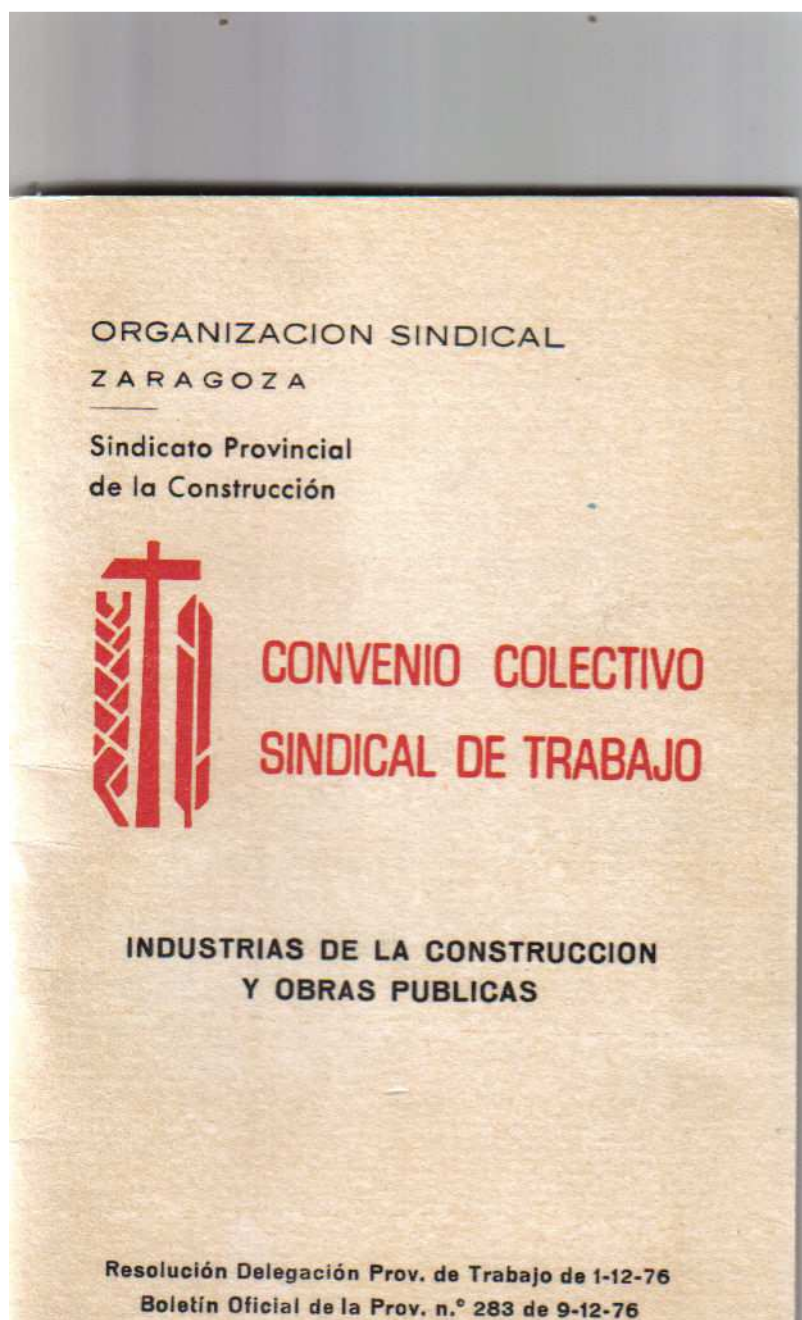 ORGANIZACION SINDICAL
ZARAGOZA
Sindicato Provincial
de la Construcción
CONVENIO COLECTIVO
SINDICAL DE TRABAJO
INDUSTRIAS DE LA CONSTRUCCION
Y OBRAS PUBLICAS
Resolución Delegación Prov. de Trabajo de 1-12-76
Boletín Oficial de la Prov. n.º 283 de 9-12-76